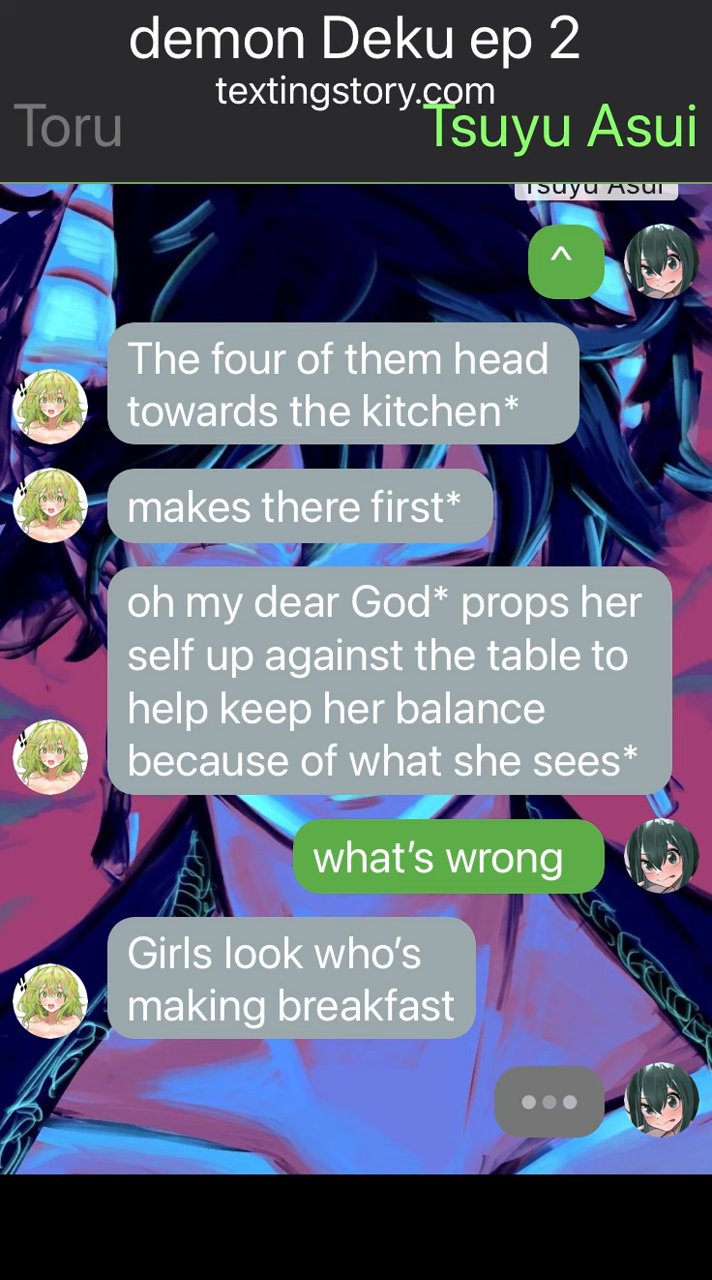 demon Deku ep 2
textingstory.com
Toru
Tsuyu Asui
Tsuyu Asui
^
The four of them head
towards the kitchen*
makes there first*
oh my dear God* props her
self up against the table to
help keep her balance
because of what she sees*
what’s wrong
Girls look who’s
making breakfast